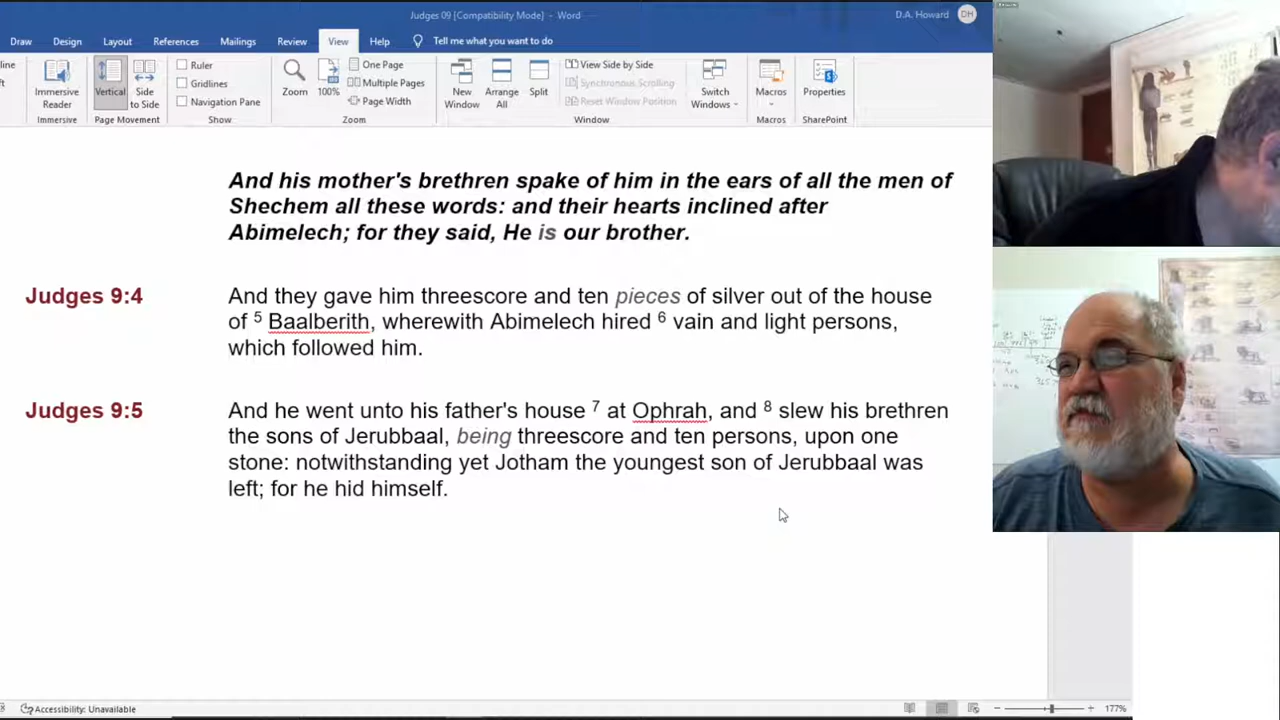 Judges 09 [Compatibility Mode] - Word
D.A. Howard DH
Draw Design Layout References Mailings Review View Help Tell me what you want to do
Immersive Reader
Vertical
Side to Side
Ruler
Gridlines
Navigation Pane
Zoom
100%
One Page
Multiple Pages
Page Width
New Window
Arrange All
Split
View Side by Side
Synchronous Scrolling
Reset Window Position
Switch Windows
Macros
Properties
Immersive Page Movement Show Zoom Window Macros SharePoint
And his mother's brethren spake of him in the ears of all the men of
Shechem all these words: and their hearts inclined after
Abimelech; for they said, He is our brother.
Judges 9:4 And they gave him threescore and ten pieces of silver out of the house
of 5 Baalberith, wherewith Abimelech hired 6 vain and light persons,
which followed him.
Judges 9:5 And he went unto his father's house 7 at Ophrah, and 8 slew his brethren
the sons of Jerubbaal, being threescore and ten persons, upon one
stone: notwithstanding yet Jotham the youngest son of Jerubbaal was
left; for he hid himself.
Accessibility: Unavailable
177%